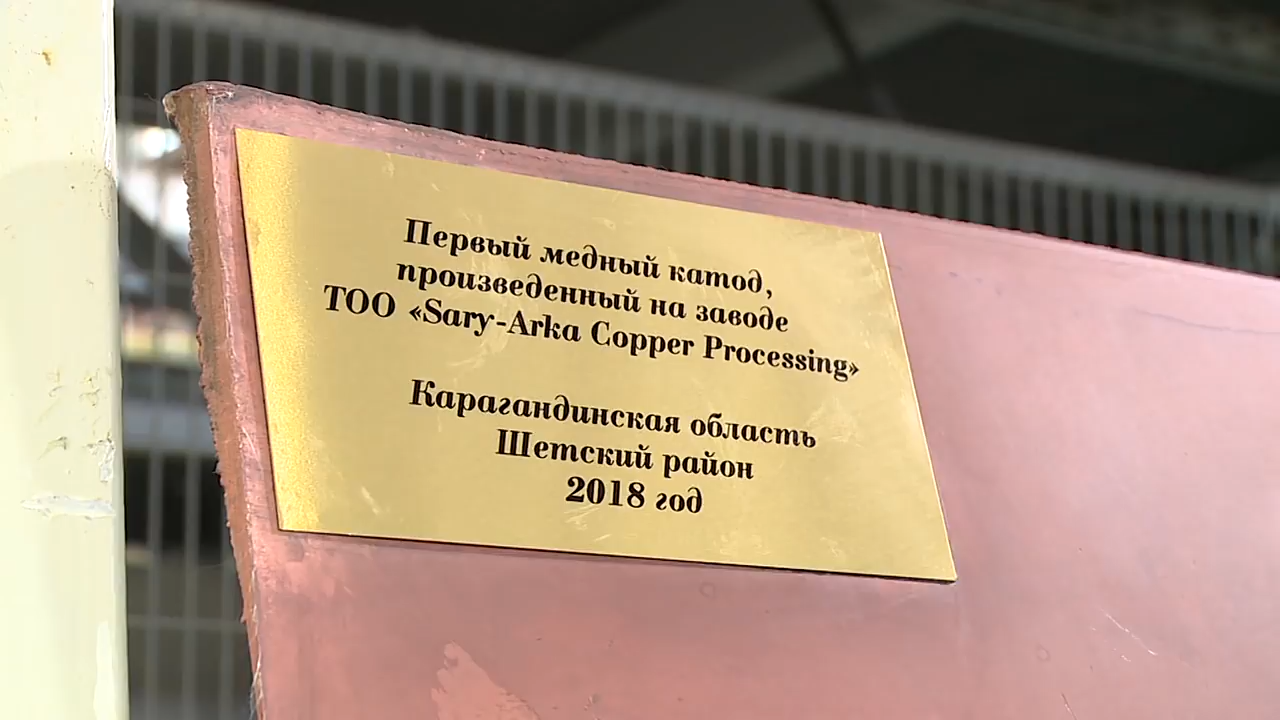 Первый медный катод,
произведенный на заводе
ТОО «Sary-Arka Copper Processing»
Карагандинская область
Шетский район
2018 год